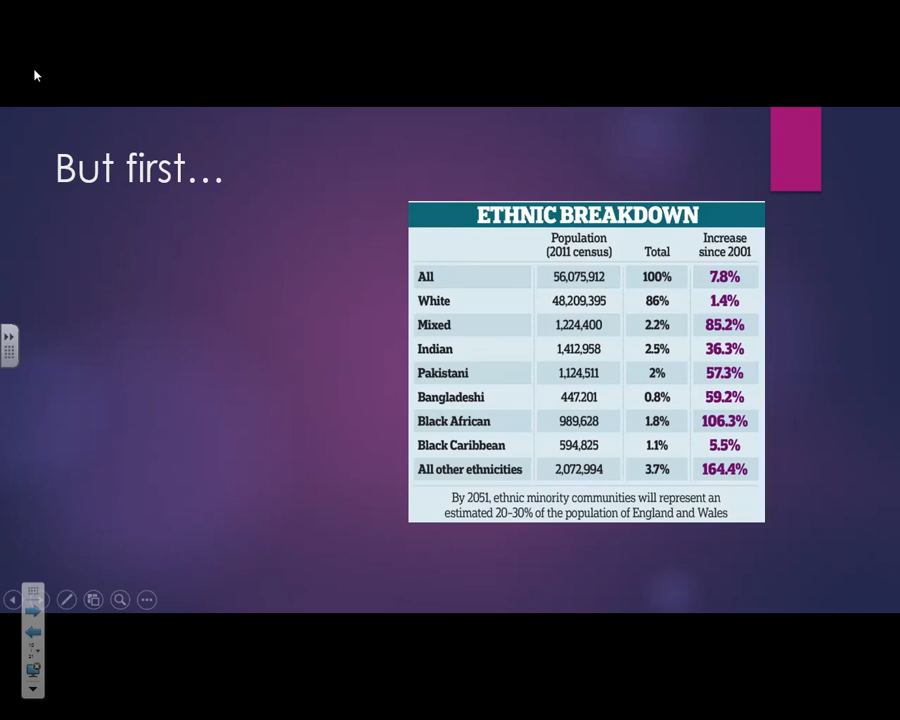 But first…
ETHNIC BREAKDOWN
Population (2011 census) Total Increase since 2001
All 56,075,912 100% 7.8%
White 48,209,395 86% 1.4%
Mixed 1,224,400 2.2% 85.2%
Indian 1,412,958 2.5% 36.3%
Pakistani 1,124,511 2% 57.3%
Bangladeshi 447.201 0.8% 59.2%
Black African 989,628 1.8% 106.3%
Black Caribbean 594,825 1.1% 5.5%
All other ethnicities 2,072,994 3.7% 164.4%
By 2051, ethnic minority communities will represent an
estimated 20-30% of the population of England and Wales